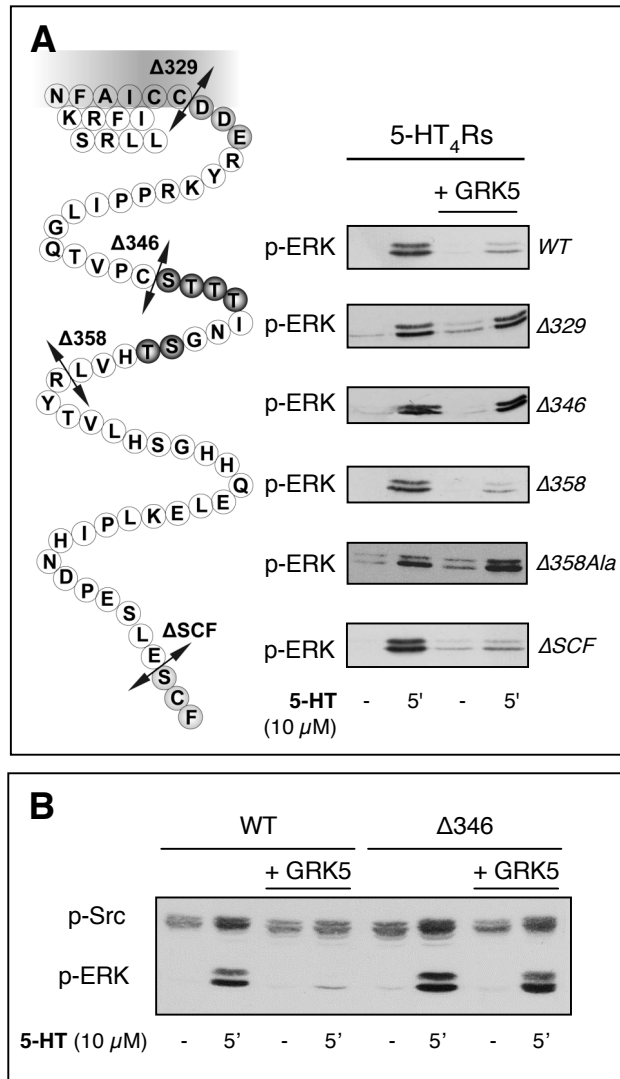 A
Δ329
N F A I C C D D E
K R F I
S R L L
G L I P P R K Y R
Δ346
Q T V P C S T T T
Δ358
R L V H T S G N I
Y T V L H S G H H Q
H I P L K E L E
N D P E S L E S C F
ΔSCF
5-HT4Rs
+ GRK5
p-ERK WT
p-ERK Δ329
p-ERK Δ346
p-ERK Δ358
p-ERK Δ358Ala
p-ERK ΔSCF
5-HT - 5' - 5'
(10 µM)
B
WT Δ346
+ GRK5 + GRK5
p-Src
p-ERK
5-HT (10 µM) - 5’ - 5’ - 5’ - 5’